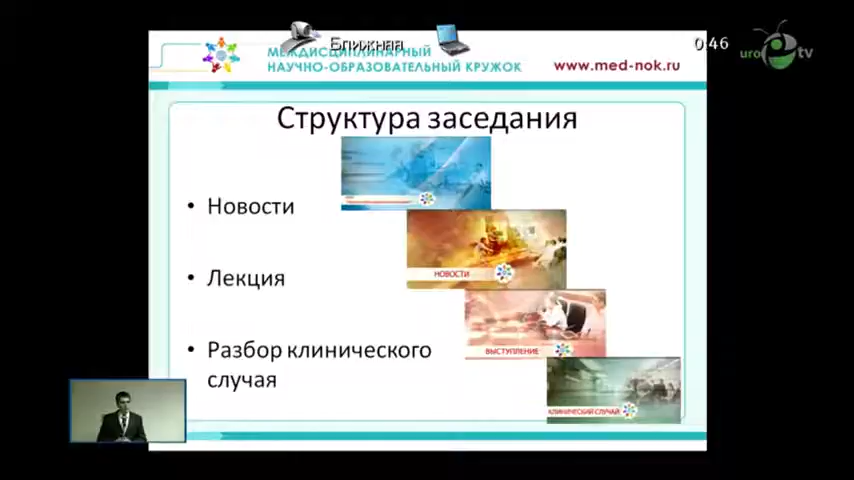 Ближняя
0:46
uro tv
МЕЖДИСЦИПЛИНАРНЫЙ
НАУЧНО-ОБРАЗОВАТЕЛЬНЫЙ КРУЖОК
www.med-nok.ru
Структура заседания
• Новости
• Лекция
• Разбор клинического
случая
НОВОСТИ
ВЫСТУПЛЕНИЕ
КЛИНИЧЕСКИЙ СЛУЧАЙ